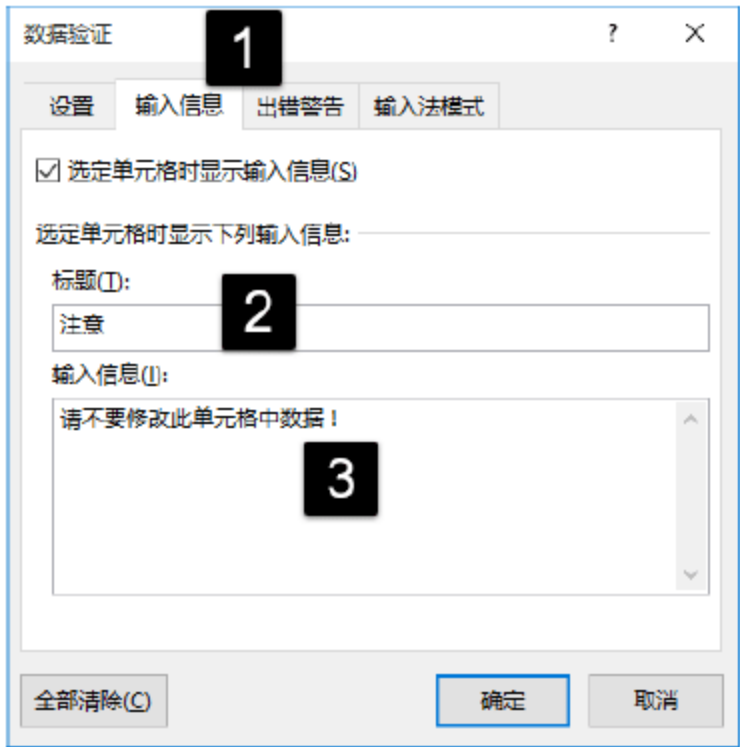 数据验证 ? ×
1
设置 输入信息 出错警告 输入法模式
选定单元格时显示输入信息(S)
选定单元格时显示下列输入信息:
标题(T):
2
注意
输入信息(I):
请不要修改此单元格中数据！
3
全部清除(C) 确定 取消